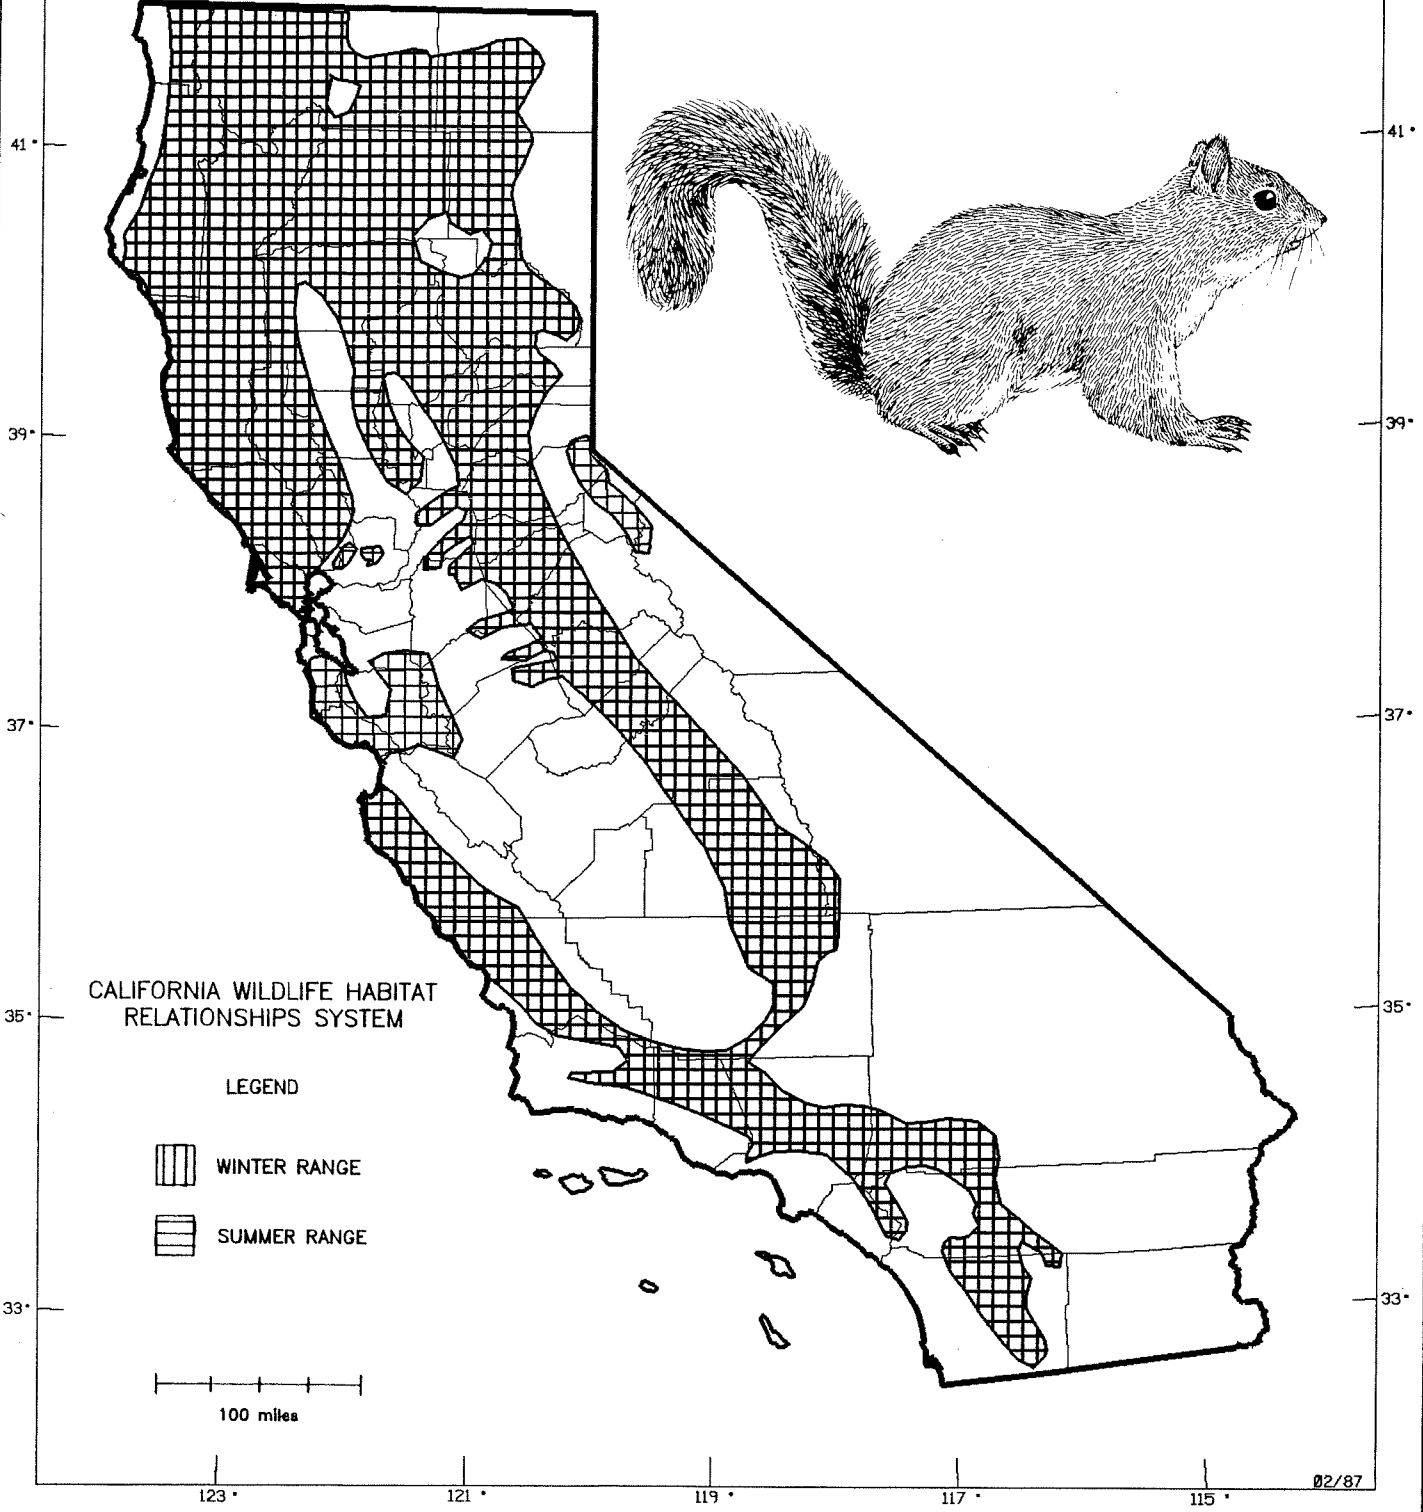 41°
41°
39°
39°
37°
37°
CALIFORNIA WILDLIFE HABITAT
RELATIONSHIPS SYSTEM
35°
35°
LEGEND
WINTER RANGE
SUMMER RANGE
33°
33°
100 miles
02/87
123°
121°
119°
117°
115°